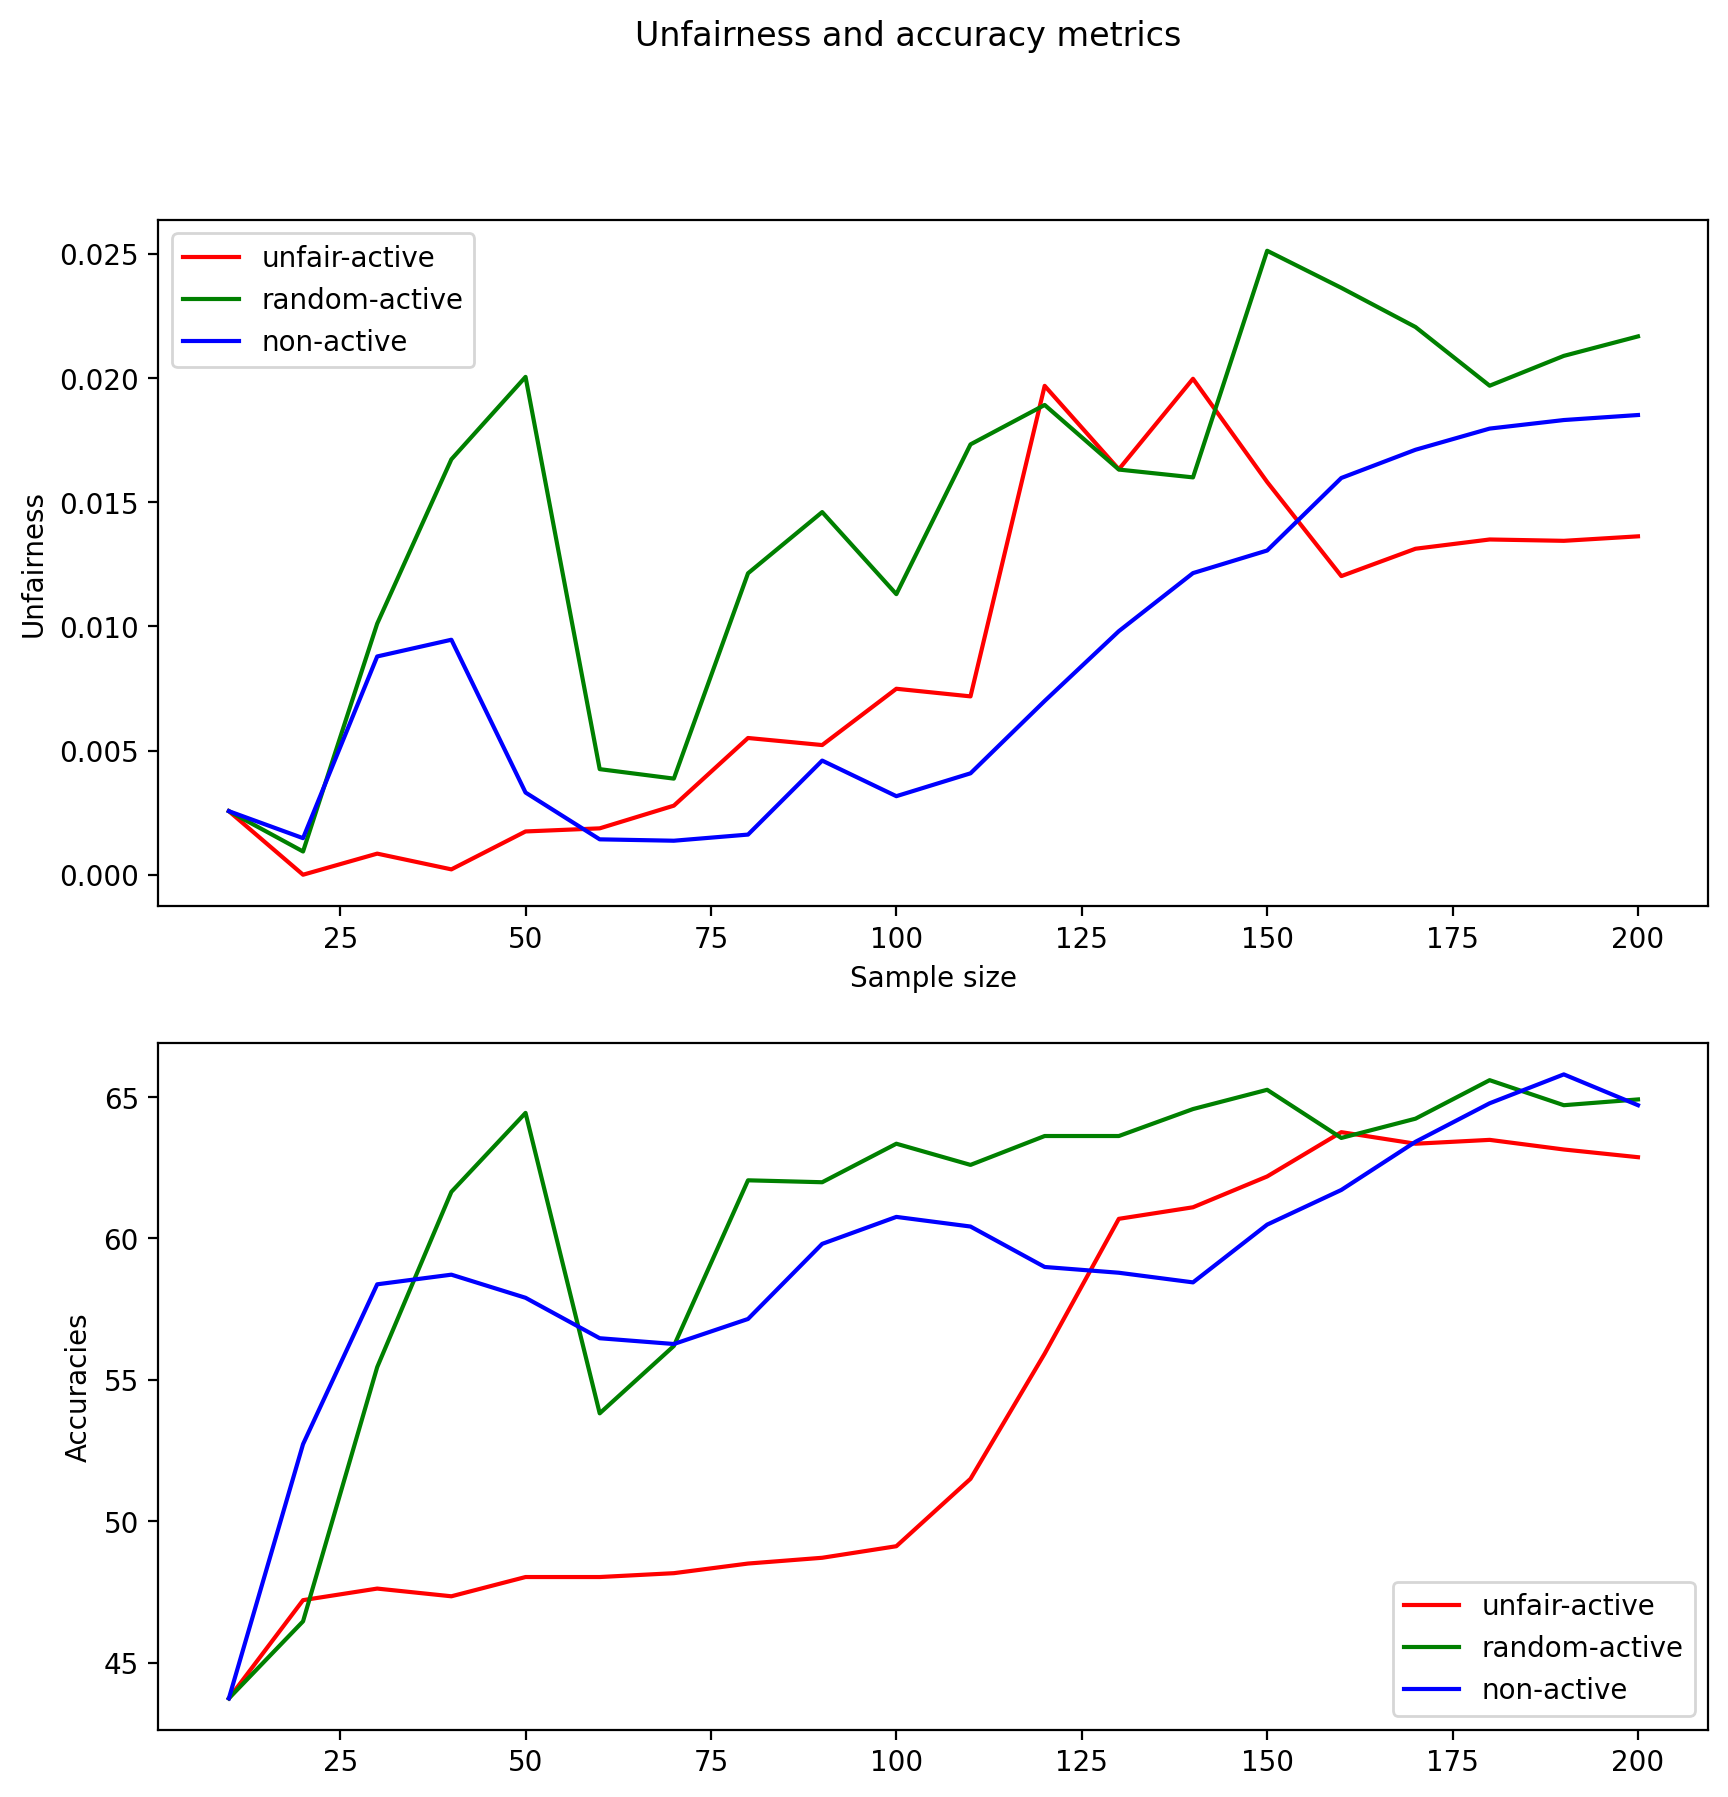 Unfairness and accuracy metrics
unfair-active
random-active
non-active
Unfairness
0.025
0.020
0.015
0.010
0.005
0.000
25 50 75 100 125 150 175 200
Sample size
Accuracies
65
60
55
50
45
unfair-active
random-active
non-active
25 50 75 100 125 150 175 200